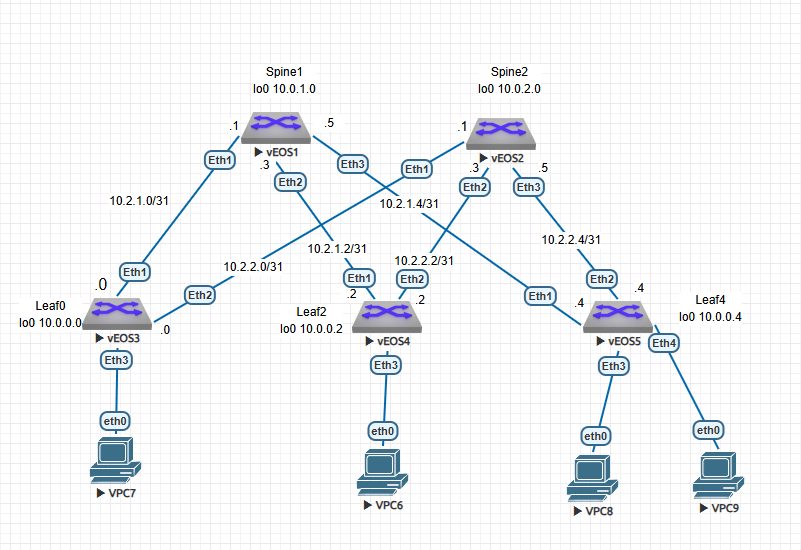 Spine1
lo0 10.0.1.0
Spine2
lo0 10.0.2.0
.1
.5
.1
vEOS1
vEOS2
Eth1
.3
Eth3
Eth1
.3
.5
Eth2
Eth2
Eth3
10.2.1.0/31
10.2.1.4/31
10.2.1.2/31
10.2.2.4/31
10.2.2.2/31
10.2.2.0/31
Eth1
Eth1
Eth2
Eth2
.0
Eth2
.2
.2
Eth1
.4
.4
Leaf0
lo0 10.0.0.0
.0
Leaf2
lo0 10.0.0.2
Leaf4
lo0 10.0.0.4
vEOS3
vEOS4
vEOS5
Eth4
Eth3
Eth3
Eth3
eth0
eth0
eth0
eth0
VPC7
VPC6
VPC8
VPC9